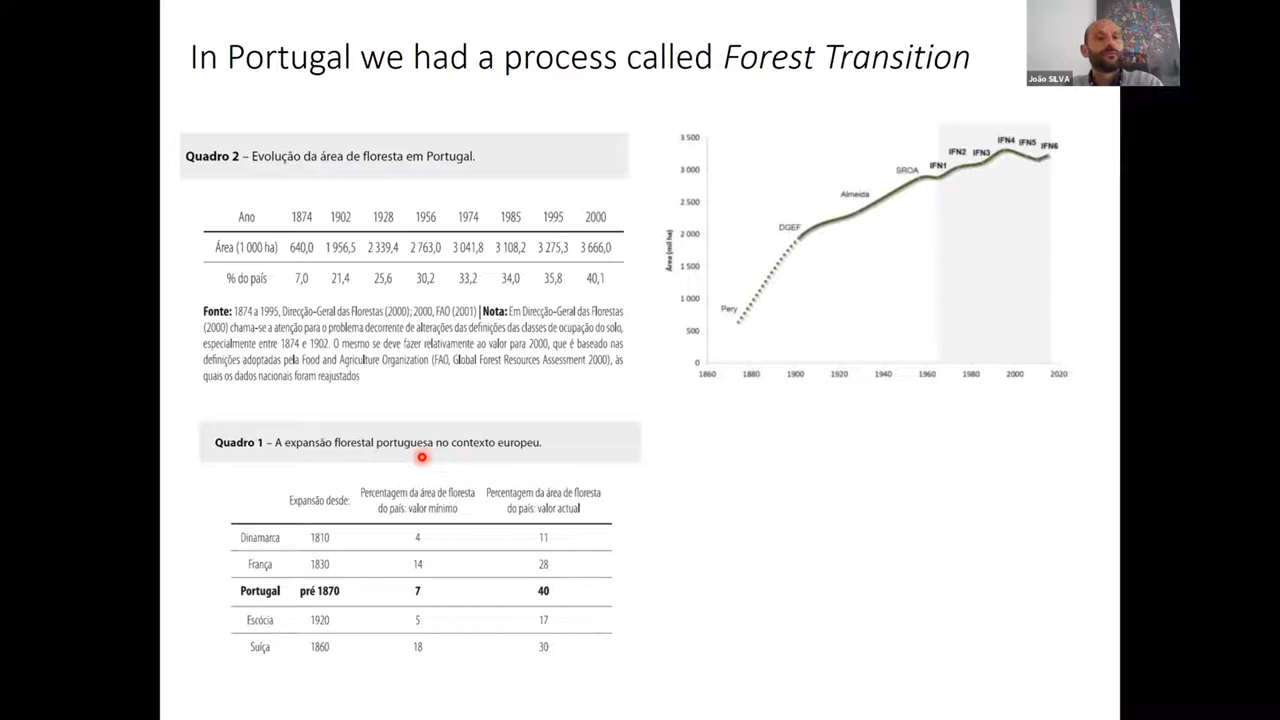 In Portugal we had a process called Forest Transition
João SILVA
Quadro 2 – Evolução da área de floresta em Portugal.
Ano 1874 1902 1928 1956 1974 1985 1995 2000
Área (1 000 ha) 640,0 1 956,5 2 339,4 2 763,0 3 041,8 3 108,2 3 275,3 3 666,0
% do país 7,0 21,4 25,6 30,2 33,2 34,0 35,8 40,1
Fonte: 1874 a 1995, Direcção-Geral das Florestas (2000); 2000, FAO (2001) | Nota: Em Direcção-Geral das Florestas
(2000) chama-se a atenção para o problema decorrente de alterações das definições das classes de ocupação do solo,
especialmente entre 1874 e 1902. O mesmo se deve fazer relativamente ao valor para 2000, que é baseado nas
definições adoptadas pela Food and Agriculture Organization (FAO, Global Forest Resources Assessment 2000), às
quais os dados nacionais foram reajustados
Área (mil ha)
3 500
3 000
2 500
2 000
1 500
1 000
500
0
1860 1880 1900 1920 1940 1960 1980 2000 2020
Pery
DGEF
Almeida
SROA
IFN1
IFN2
IFN3
IFN4
IFN5
IFN6
Quadro 1 – A expansão florestal portuguesa no contexto europeu.
Expansão desde: Percentagem da área de floresta Percentagem da área de floresta
do país: valor mínimo do país: valor actual
Dinamarca 1810 4 11
França 1830 14 28
Portugal pré 1870 7 40
Escócia 1920 5 17
Suíça 1860 18 30